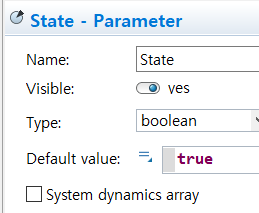 State - Parameter
Name: State
Visible: yes
Type: boolean
Default value: true
System dynamics array